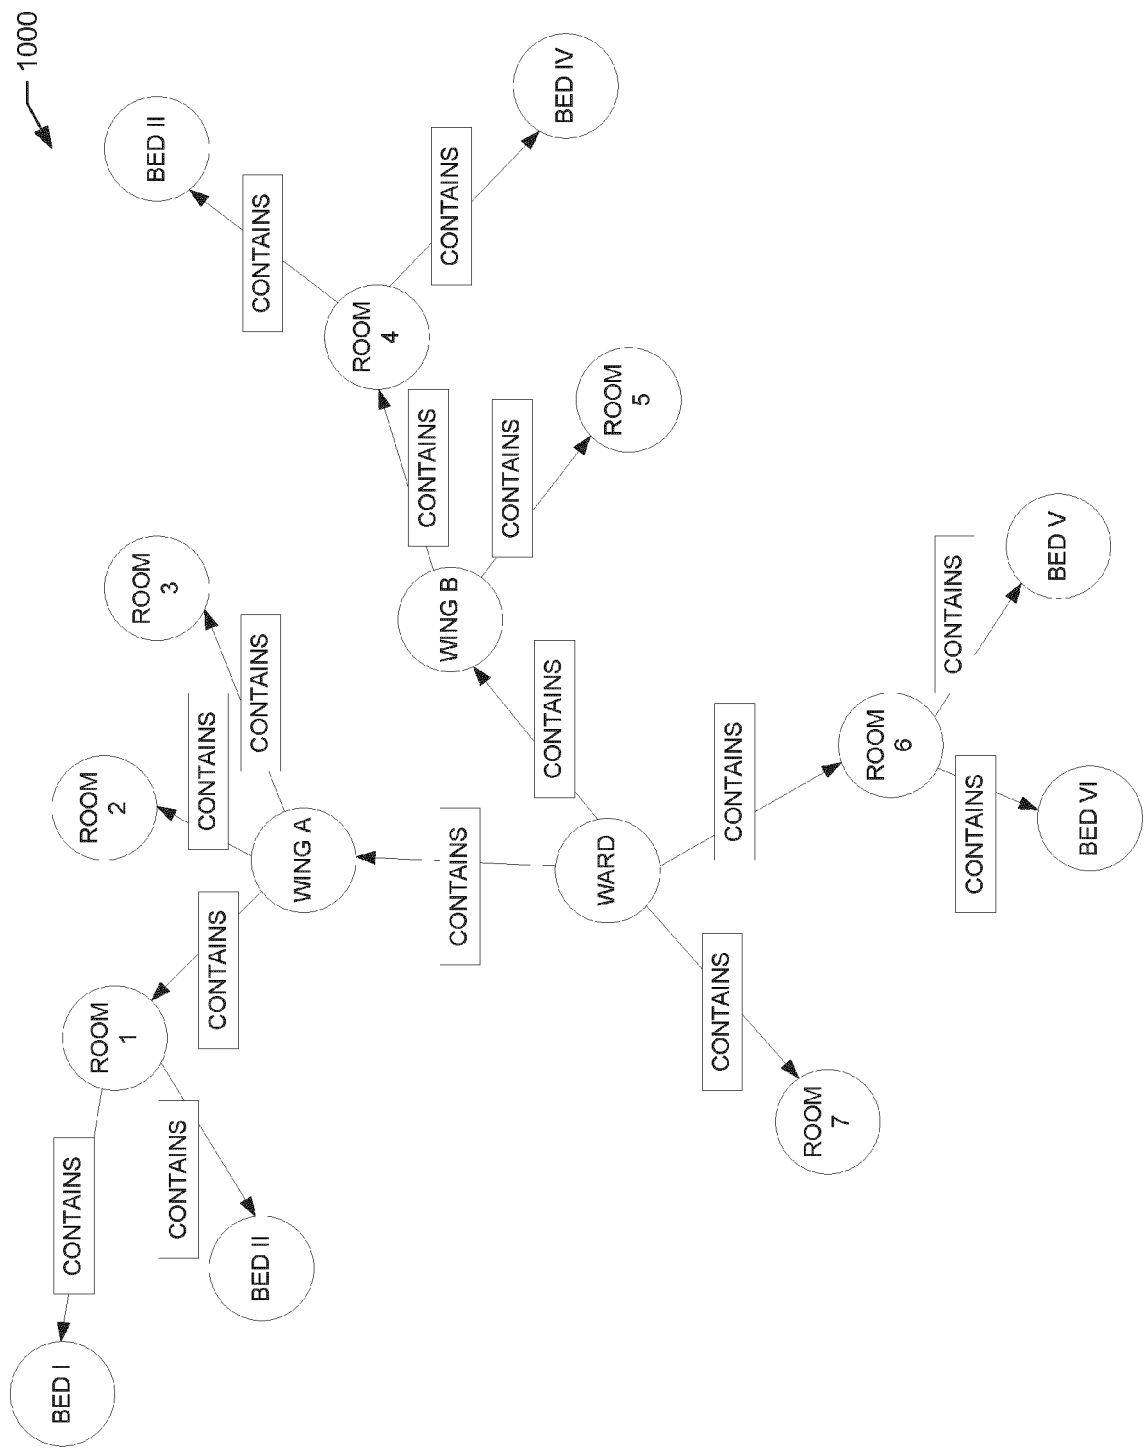 1000
BED I
CONTAINS
ROOM
1
ROOM
2
ROOM
3
BED II
CONTAINS
CONTAINS
CONTAINS
CONTAINS
CONTAINS
BED II
WING A
ROOM
4
CONTAINS
CONTAINS
WING B
CONTAINS
CONTAINS
CONTAINS
BED IV
WARD
ROOM
5
CONTAINS
CONTAINS
ROOM
7
ROOM
6
CONTAINS
CONTAINS
BED V
BED VI